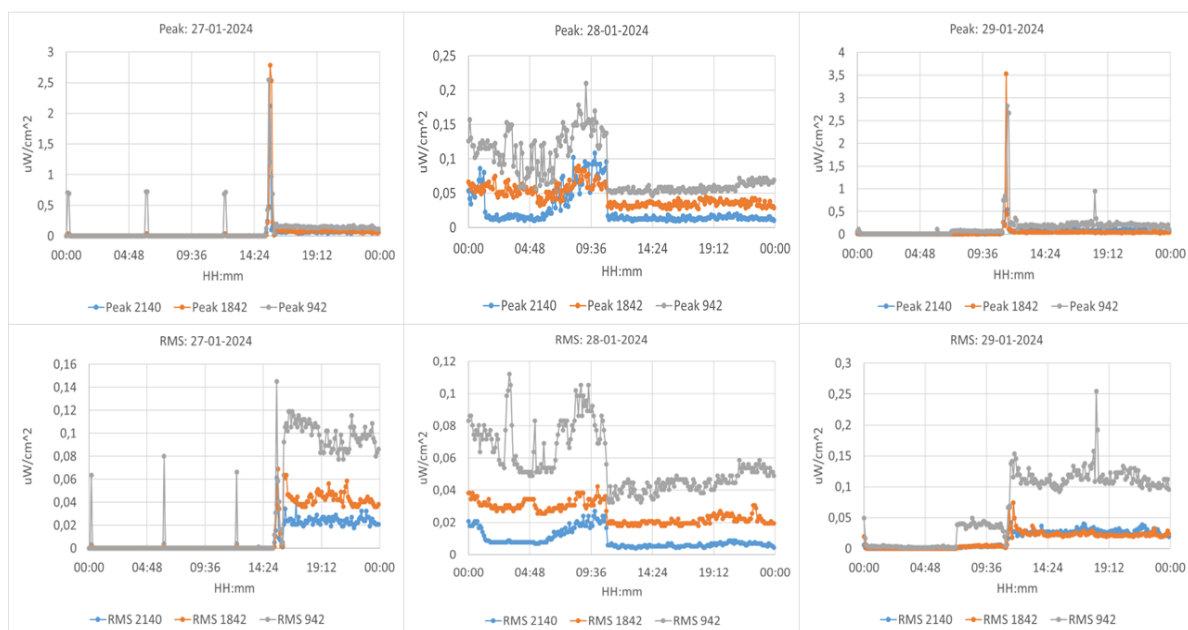 Peak: 27-01-2024
3
2,5
2
1,5
1
0,5
0
uW/cm^2
00:00 04:48 09:36 14:24 19:12 00:00
HH:mm
Peak 2140 Peak 1842 Peak 942
Peak: 28-01-2024
0,25
0,2
0,15
0,1
0,05
0
uW/cm^2
00:00 04:48 09:36 14:24 19:12 00:00
HH:mm
Peak 2140 Peak 1842 Peak 942
Peak: 29-01-2024
4
3,5
3
2,5
2
1,5
1
0,5
0
uW/cm^2
00:00 04:48 09:36 14:24 19:12 00:00
HH:mm
Peak 2140 Peak 1842 Peak 942
RMS: 27-01-2024
0,16
0,14
0,12
0,1
0,08
0,06
0,04
0,02
0
uW/cm^2
00:00 04:48 09:36 14:24 19:12 00:00
HH:mm
RMS 2140 RMS 1842 RMS 942
RMS: 28-01-2024
0,12
0,1
0,08
0,06
0,04
0,02
0
uW/cm^2
00:00 04:48 09:36 14:24 19:12 00:00
HH:mm
RMS 2140 RMS 1842 RMS 942
RMS: 29-01-2024
0,3
0,25
0,2
0,15
0,1
0,05
0
uW/cm^2
00:00 04:48 09:36 14:24 19:12 00:00
HH:mm
RMS 2140 RMS 1842 RMS 942